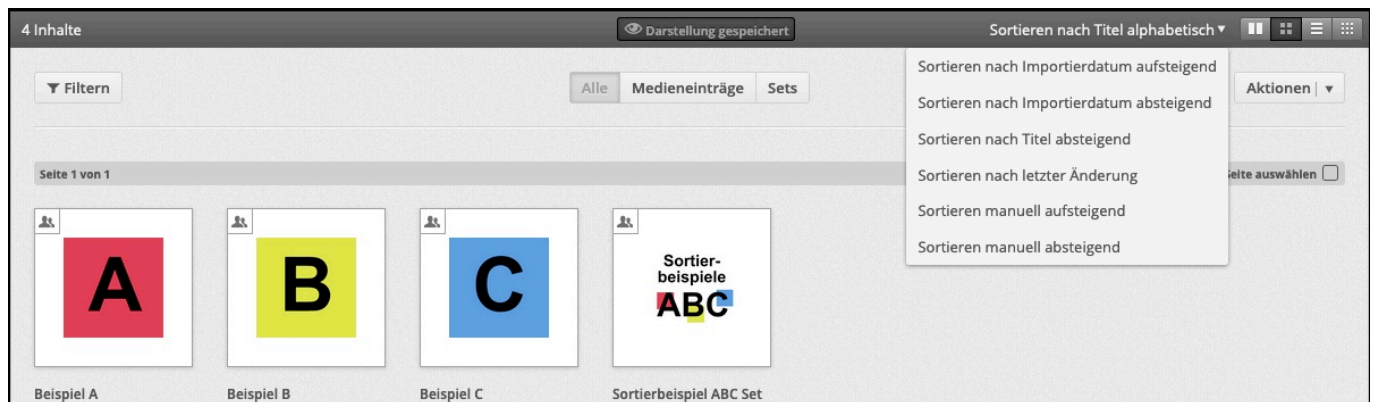 4 Inhalte
Darstellung gespeichert
Sortieren nach Titel alphabetisch
Sortieren nach Importierdatum aufsteigend
Sortieren nach Importierdatum absteigend
Sortieren nach Titel absteigend
Sortieren nach letzter Änderung
Sortieren manuell aufsteigend
Sortieren manuell absteigend
Filtern
Alle
Medieneinträge
Sets
Aktionen
Seite 1 von 1
Seite auswählen
A
B
C
Sortier-
beispiele
ABC
Beispiel A
Beispiel B
Beispiel C
Sortierbeispiel ABC Set